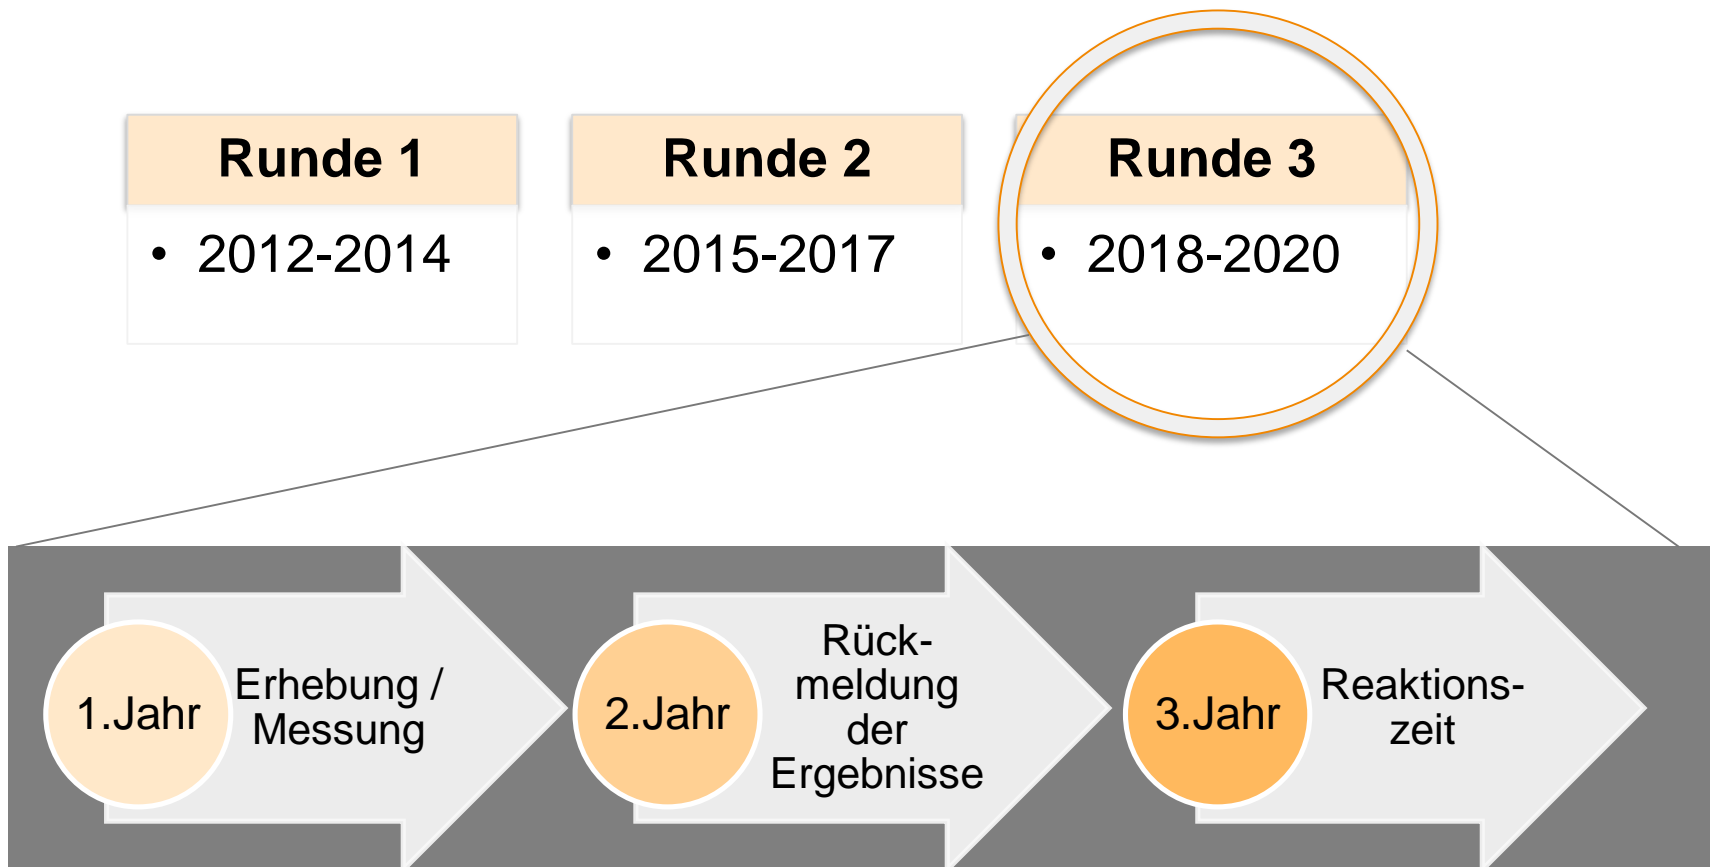 Runde 1
• 2012-2014
Runde 2
• 2015-2017
Runde 3
• 2018-2020
1.Jahr
Erhebung /
Messung
2.Jahr
Rück-
meldung
der
Ergebnisse
3.Jahr
Reaktions-
zeit